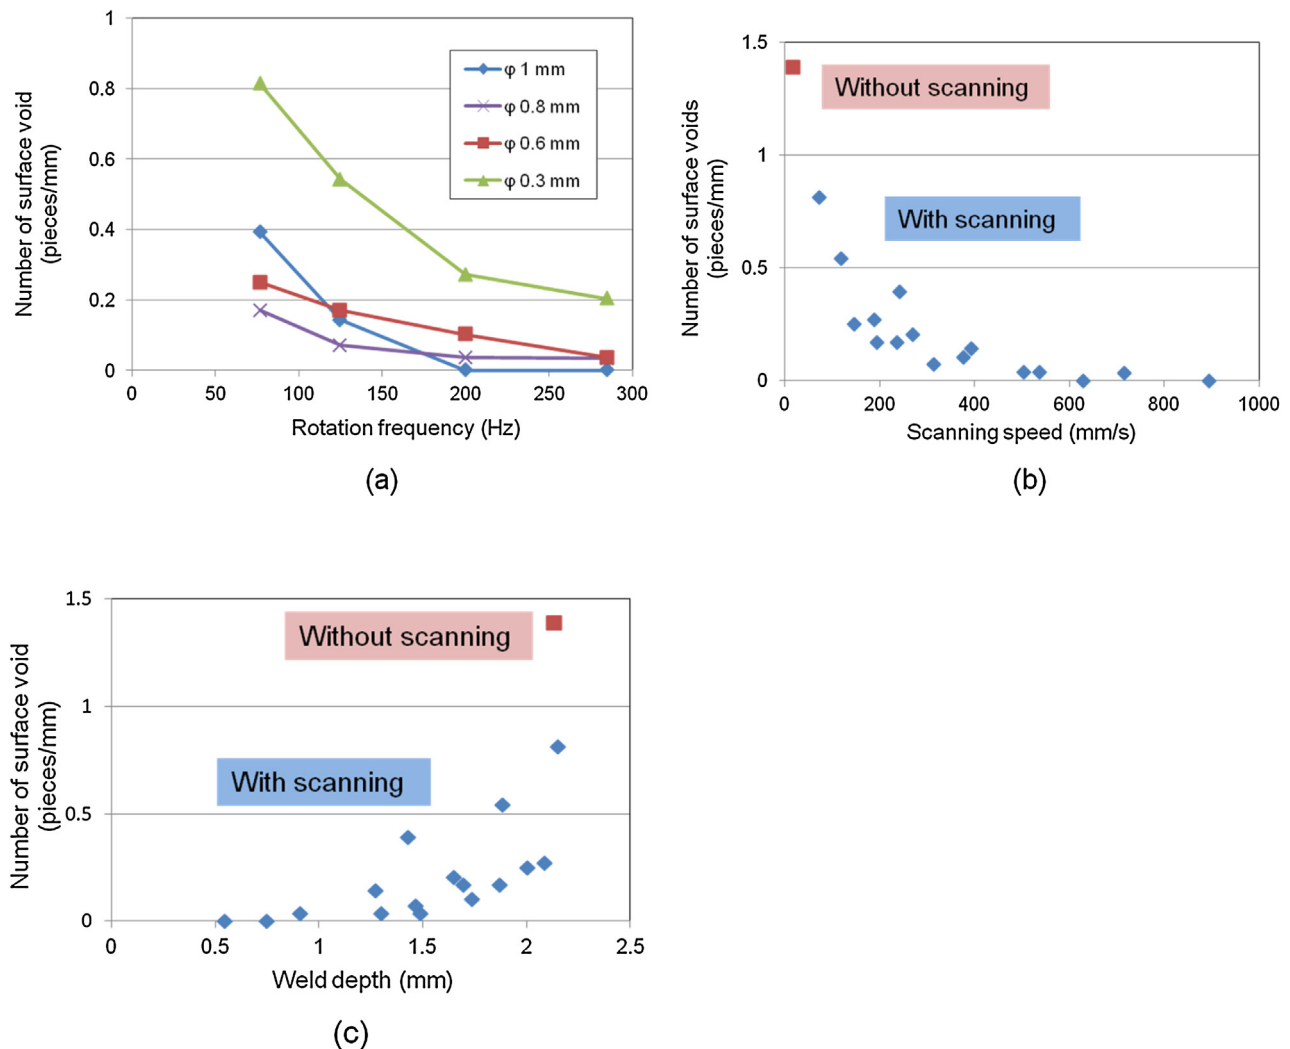 1
0.8
0.6
0.4
0.2
0
0 50 100 150 200 250 300
Number of surface void
(pieces/mm)
Rotation frequency (Hz)
φ 1 mm
φ 0.8 mm
φ 0.6 mm
φ 0.3 mm
(a)
1.5
1
0.5
0
0 200 400 600 800 1000
Number of surface voids
(pieces/mm)
Scanning speed (mm/s)
Without scanning
With scanning
(b)
1.5
1
0.5
0
0 0.5 1 1.5 2 2.5
Number of surface void
(pieces/mm)
Weld depth (mm)
Without scanning
With scanning
(c)